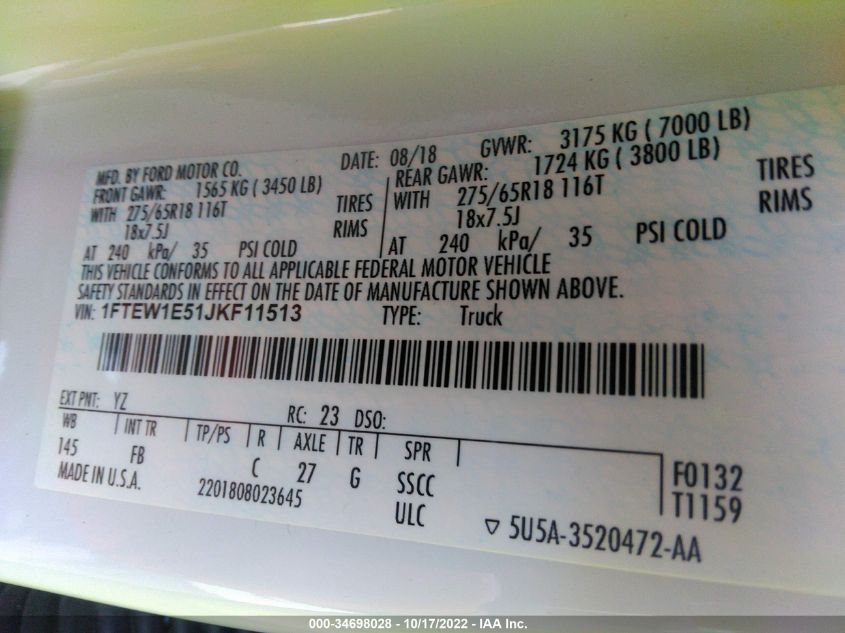 MFD. BY FORD MOTOR CO. DATE: 08/18 GVWR: 3175 KG ( 7000 LB)
FRONT GAWR: 1565 KG ( 3450 LB) REAR GAWR: 1724 KG ( 3800 LB)
WITH 275/65R18 116T TIRES WITH 275/65R18 116T TIRES
18x7.5J RIMS 18x7.5J RIMS
AT 240 kPa/ 35 PSI COLD AT 240 kPa/ 35 PSI COLD
THIS VEHICLE CONFORMS TO ALL APPLICABLE FEDERAL MOTOR VEHICLE
SAFETY STANDARDS IN EFFECT ON THE DATE OF MANUFACTURE SHOWN ABOVE.
VIN: 1FTEW1E51JKF11513 TYPE: Truck
EXT PNT: YZ RC: 23 DSO:
WB INT TR TP/PS R AXLE TR SPR
145 FB C 27 G SSCC F0132
MADE IN U.S.A. 2201808023645 ULC T1159
▽ 5U5A-3520472-AA
000-34698028 - 10/17/2022 - IAA Inc.